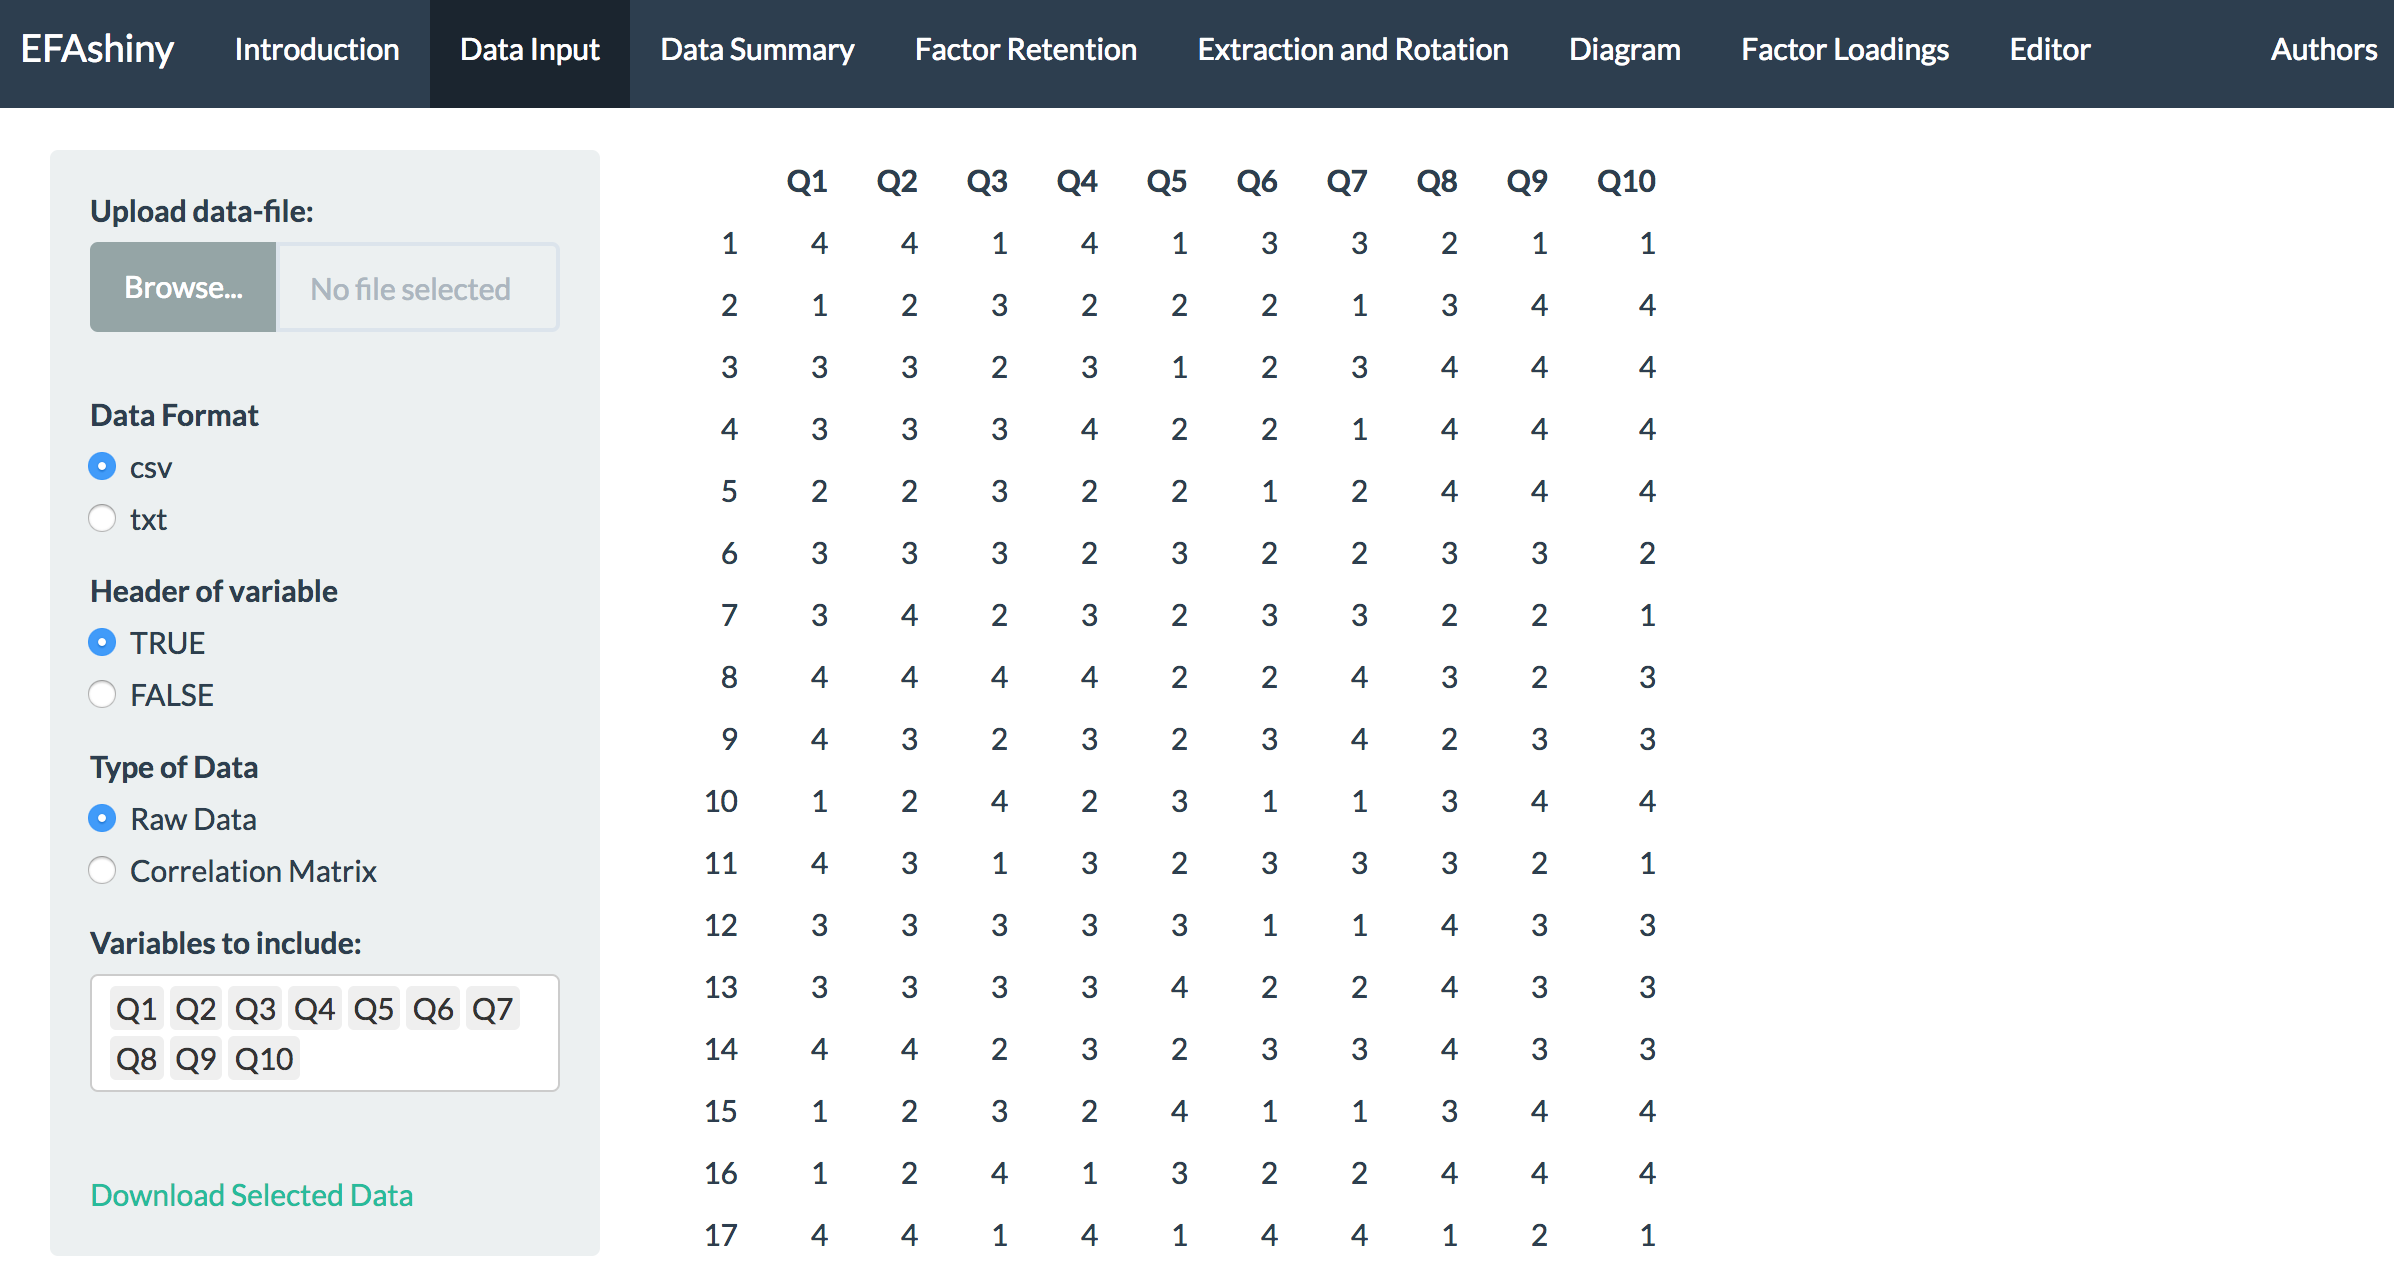 EFAshiny Introduction Data Input Data Summary Factor Retention Extraction and Rotation Diagram Factor Loadings Editor Authors
Upload data-file:
Browse... No file selected
Data Format
csv
txt
Header of variable
TRUE
FALSE
Type of Data
Raw Data
Correlation Matrix
Variables to include:
Q1 Q2 Q3 Q4 Q5 Q6 Q7
Q8 Q9 Q10
Download Selected Data
Q1 Q2 Q3 Q4 Q5 Q6 Q7 Q8 Q9 Q10
1 4 4 1 4 1 3 3 2 1 1
2 1 2 3 2 2 2 1 3 4 4
3 3 3 2 3 1 2 3 4 4 4
4 3 3 3 4 2 2 1 4 4 4
5 2 2 3 2 2 1 2 4 4 4
6 3 3 3 2 3 2 2 3 3 2
7 3 4 2 3 2 3 3 2 2 1
8 4 4 4 4 2 2 4 3 2 3
9 4 3 2 3 2 3 4 2 3 3
10 1 2 4 2 3 1 1 3 4 4
11 4 3 1 3 2 3 3 3 2 1
12 3 3 3 3 3 1 1 4 3 3
13 3 3 3 3 4 2 2 4 3 3
14 4 4 2 3 2 3 3 4 3 3
15 1 2 3 2 4 1 1 3 4 4
16 1 2 4 1 3 2 2 4 4 4
17 4 4 1 4 1 4 4 1 2 1